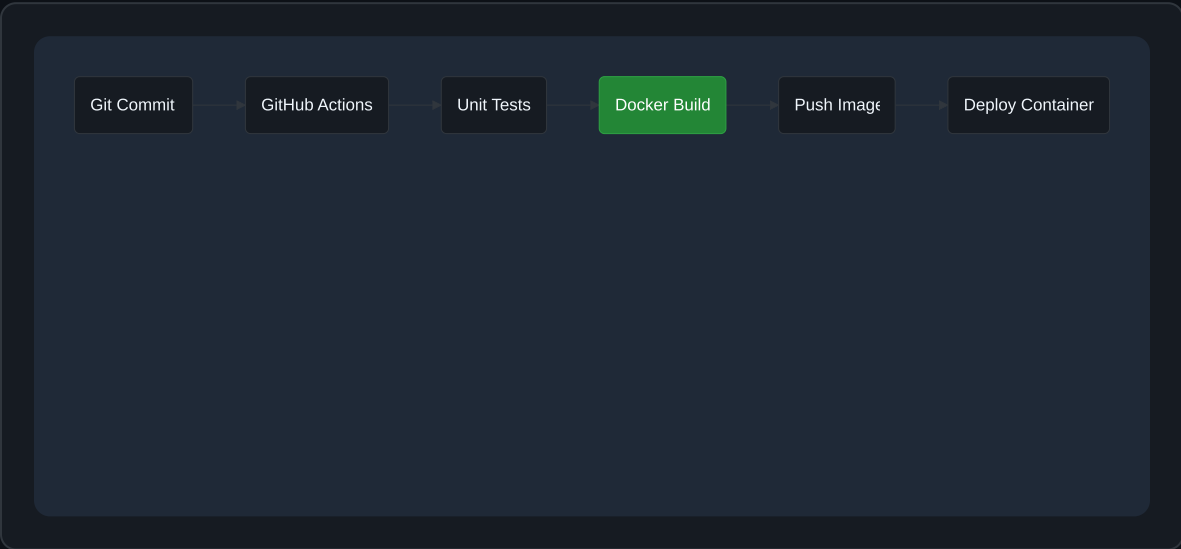 Git Commit
GitHub Actions
Unit Tests
Docker Build
Push Image
Deploy Container